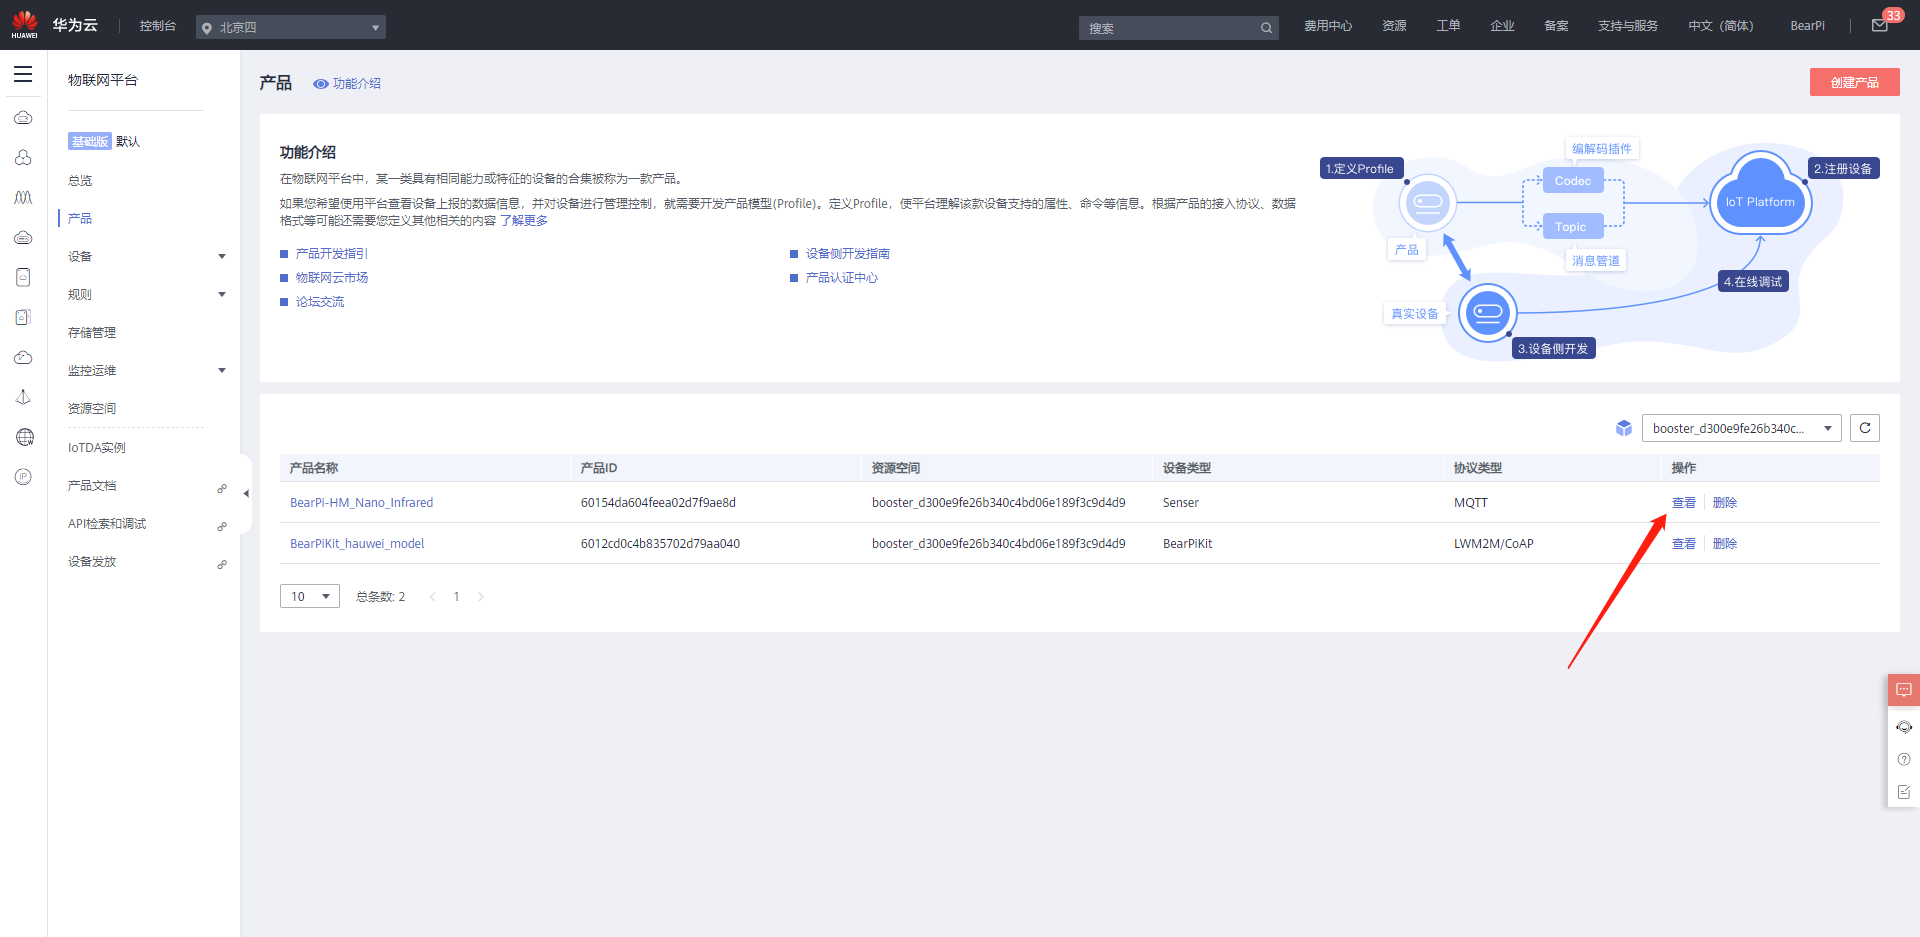 HUAWEI
华为云
控制台
北京四
搜索
费用中心
资源
工单
企业
备案
支持与服务
中文（简体）
BearPi
33
物联网平台
基础版 默认
总览
产品
设备
规则
存储管理
监控运维
资源空间
IoTDA实例
产品文档
API检索和调试
设备发放
产品
功能介绍
创建产品
功能介绍
在物联网平台中，某一类具有相同能力或特征的设备的合集被称为一款产品。
如果您希望使用平台查看设备上报的数据信息，并对设备进行管理控制，就需要开发产品模型(Profile)。定义Profile，使平台理解该款设备支持的属性、命令等信息。根据产品的接入协议、数据
格式等可能还需要您定义其他相关的内容 了解更多
产品开发指引
设备侧开发指南
物联网云市场
产品认证中心
论坛交流
1.定义Profile
编解码插件
Codec
2.注册设备
IoT Platform
Topic
产品
消息管道
4.在线调试
真实设备
3.设备侧开发
booster_d300e9fe26b340c...
产品名称 产品ID 资源空间 设备类型 协议类型 操作
BearPi-HM_Nano_Infrared 60154da604feea02d7f9ae8d booster_d300e9fe26b340c4bd06e189f3c9d4d9 Senser MQTT 查看 删除
BearPiKit_hauwei_model 6012cd0c4b835702d79aa040 booster_d300e9fe26b340c4bd06e189f3c9d4d9 BearPiKit LWM2M/CoAP 查看 删除
10 总条数: 2 < 1 >
IP